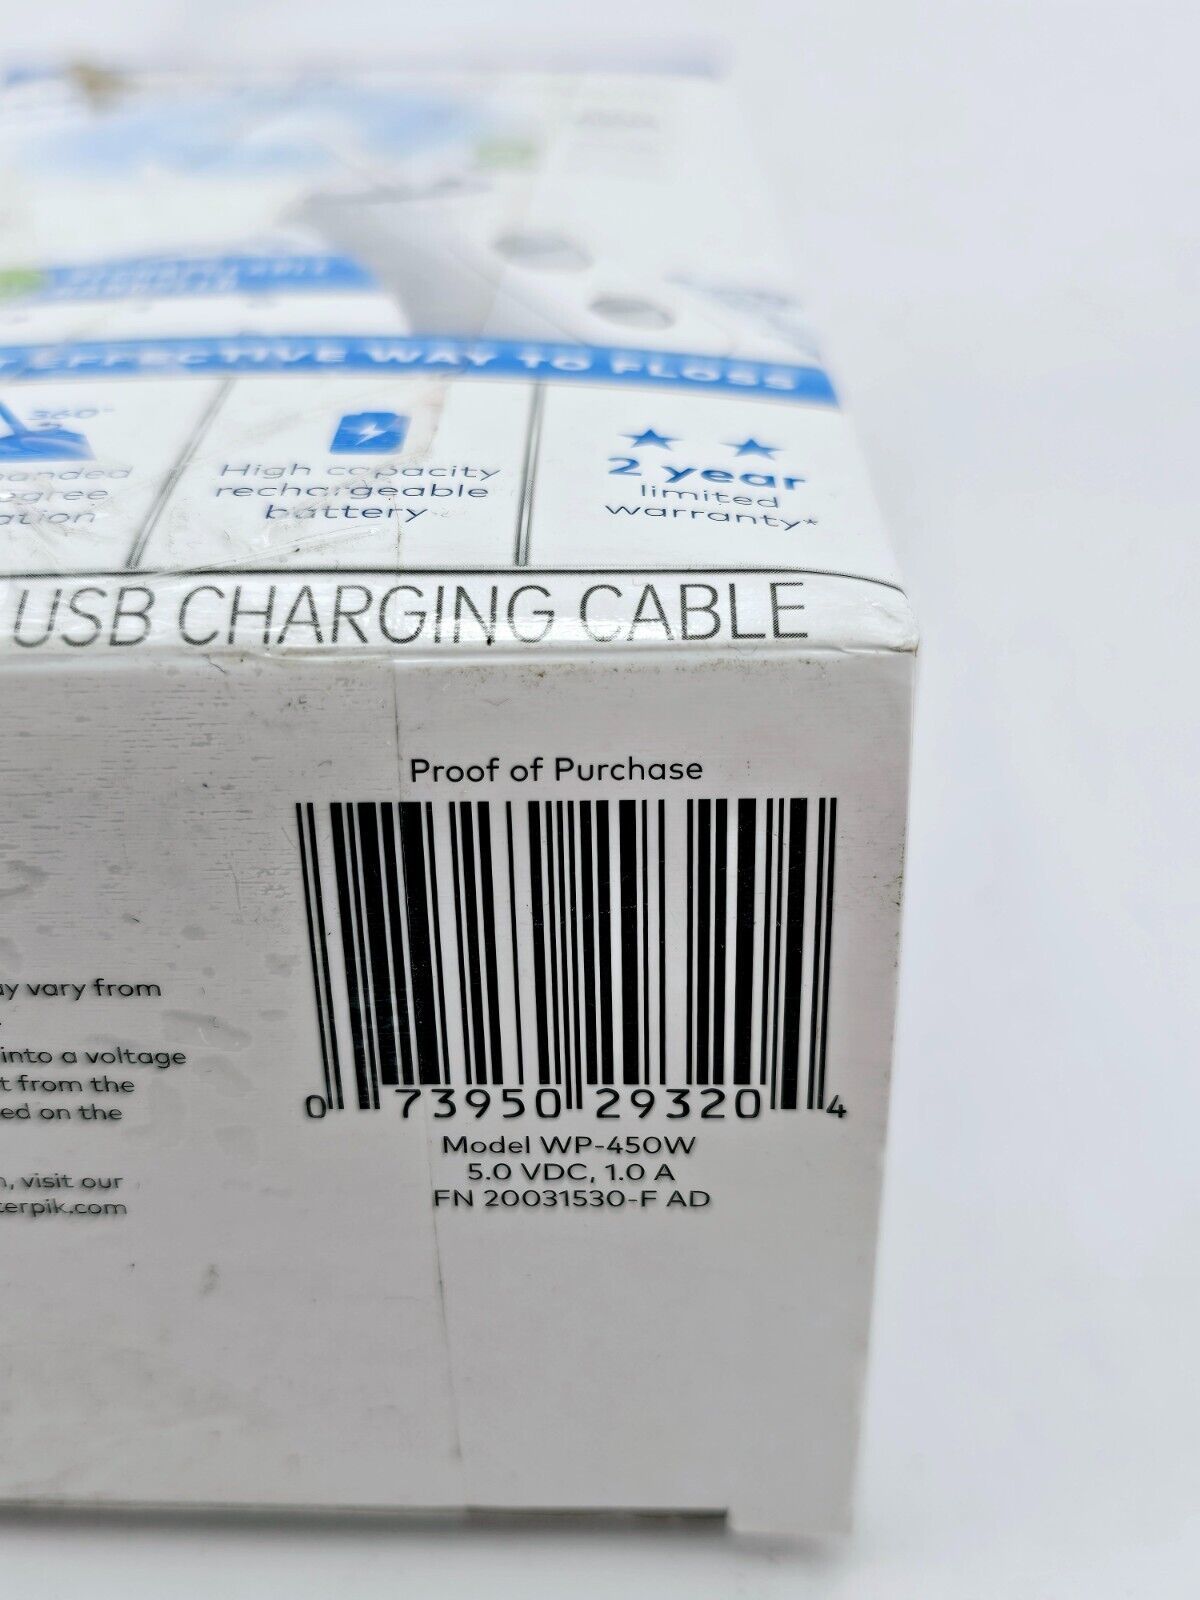 EFFECTIVE WAY TO FLOSS
360°
High capacity
rechargeable
battery
2 year
limited
warranty*
USB CHARGING CABLE
Proof of Purchase
0 73950 29320 4
Model WP-450W
5.0 VDC, 1.0 A
FN 20031530-F AD
vary from
into a voltage
from the
on the
visit our
terpik.com